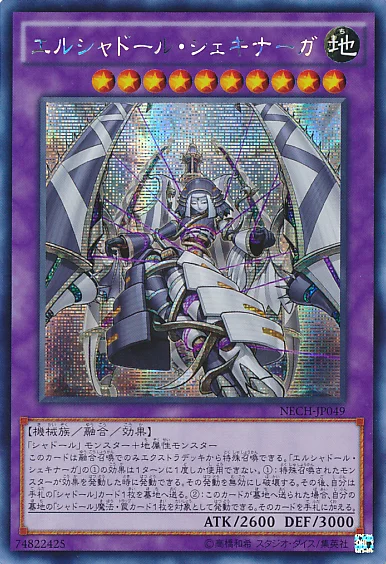 エルシャドール・シェキナーガ
地
NECH-JP049
【機械族／融合／効果】
「シャドール」モンスター＋地属性モンスター
このカードは融合召喚でのみエクストラデッキから特殊召喚できる。「エルシャドール・
シェキナーガ」の①の効果は１ターンに１度しか使用できない。①：特殊召喚されたモ
ンスターが効果を発動した時に発動できる。その発動を無効にし破壊する。その後、自分は
手札の「シャドール」カード１枚を墓地へ送る。②：このカードが墓地へ送られた場合、自分の
墓地の「シャドール」魔法・罠カード１枚を対象として発動できる。そのカードを手札に加える。
ATK/2600 DEF/3000
74822425
©高橋和希 スタジオ・ダイス/集英社